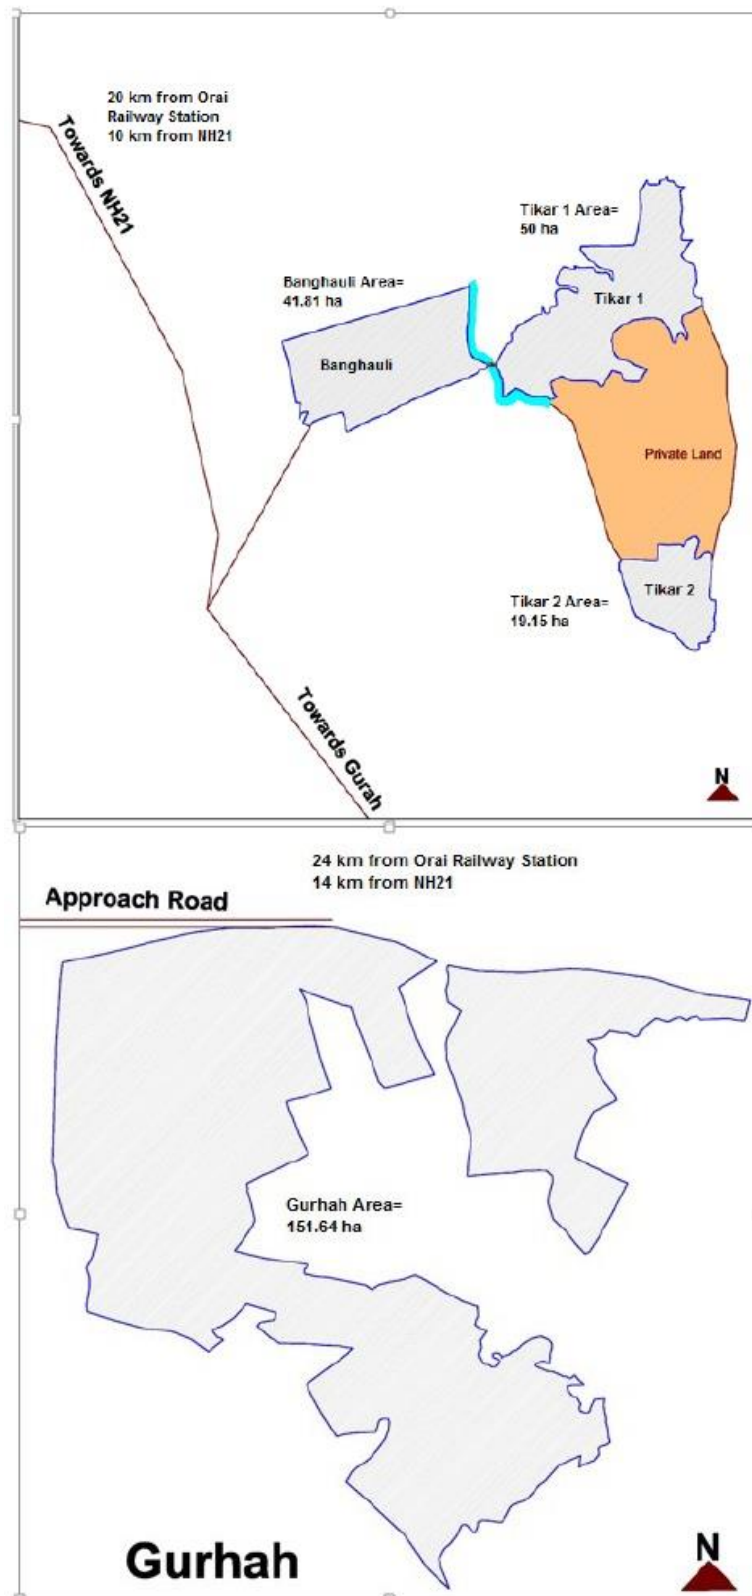 20 km from Orai
Railway Station
10 km from NH21
Towards NH21
Tikar 1 Area=
50 ha
Banghauli Area=
41.81 ha
Tikar 1
Banghauli
Private Land
Tikar 2
Tikar 2 Area=
19.15 ha
Towards Gurah
N
24 km from Orai Railway Station
14 km from NH21
Approach Road
Gurhah Area=
151.64 ha
Gurhah
N